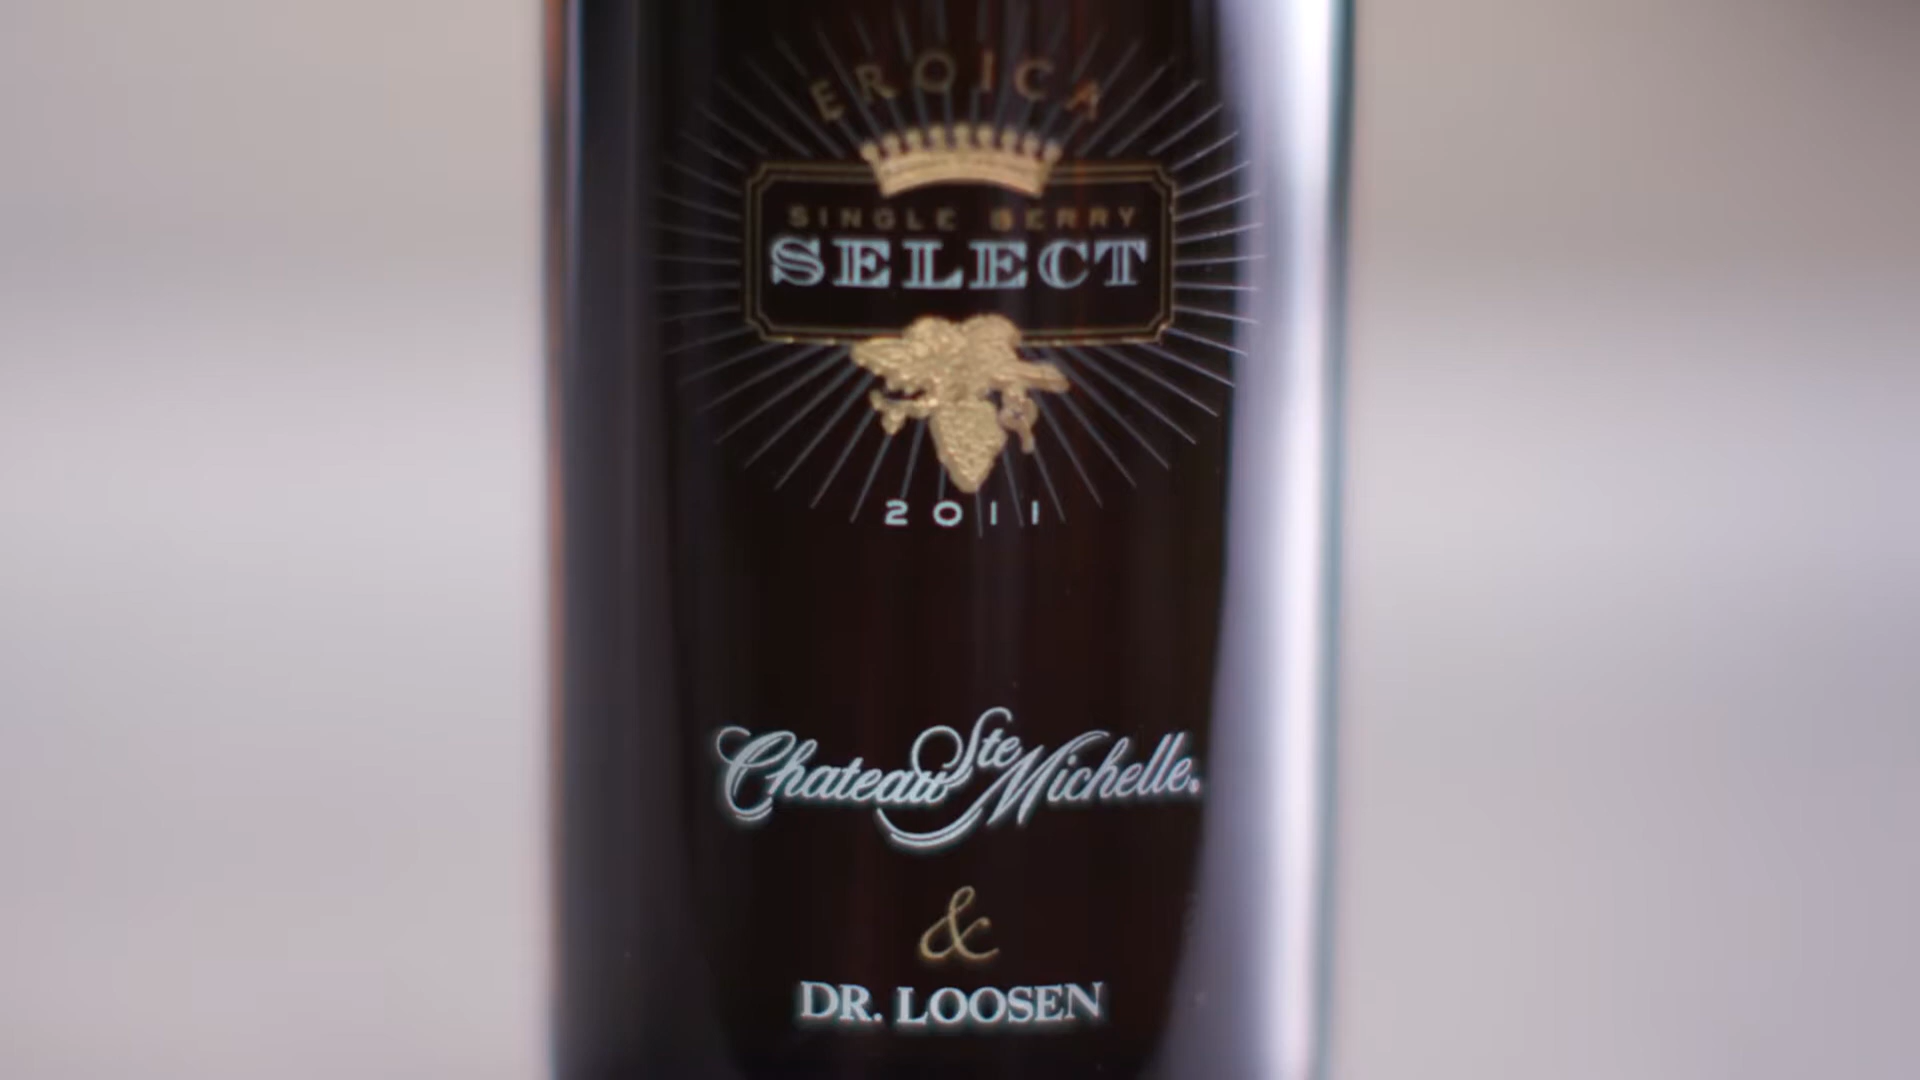 EROICA
SINGLE BERRY
SELECT
2011
Chateau Ste Michelle.
&
DR. LOOSEN